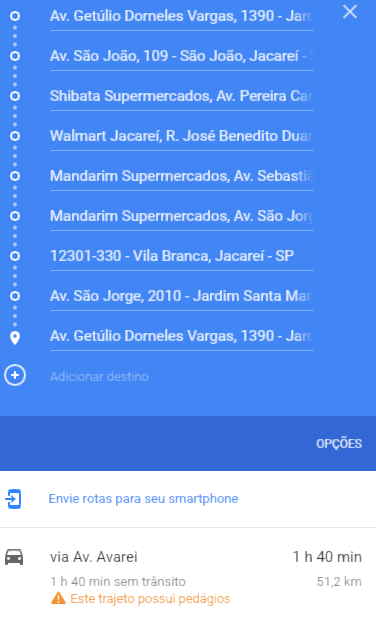 Av. Getúlio Dorneles Vargas, 1390 - Jard
Av. São João, 109 - São João, Jacareí -
Shibata Supermercados, Av. Pereira Cam
Walmart Jacareí, R. José Benedito Duar
Mandarim Supermercados, Av. Sebastiã
Mandarim Supermercados, Av. São Jorg
12301-330 - Vila Branca, Jacareí - SP
Av. São Jorge, 2010 - Jardim Santa Mar
Av. Getúlio Dorneles Vargas, 1390 - Jard
Adicionar destino
OPÇÕES
Envie rotas para seu smartphone
via Av. Avarei 1 h 40 min
1 h 40 min sem trânsito 51,2 km
Este trajeto possui pedágios.